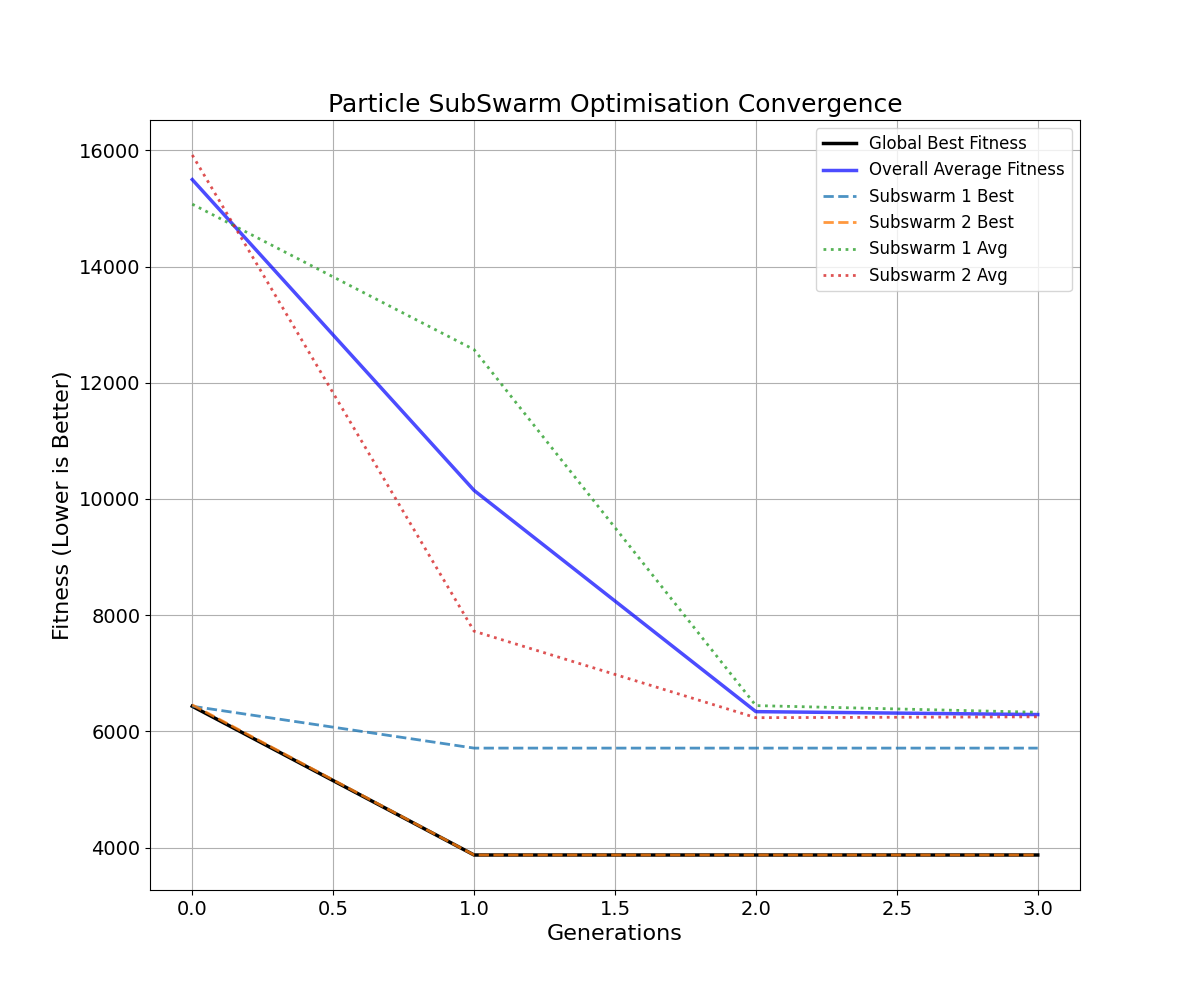 Particle SubSwarm Optimisation Convergence
Global Best Fitness
Overall Average Fitness
Subswarm 1 Best
Subswarm 2 Best
Subswarm 1 Avg
Subswarm 2 Avg
Fitness (Lower is Better)
16000
14000
12000
10000
8000
6000
4000
0.0 0.5 1.0 1.5 2.0 2.5 3.0
Generations